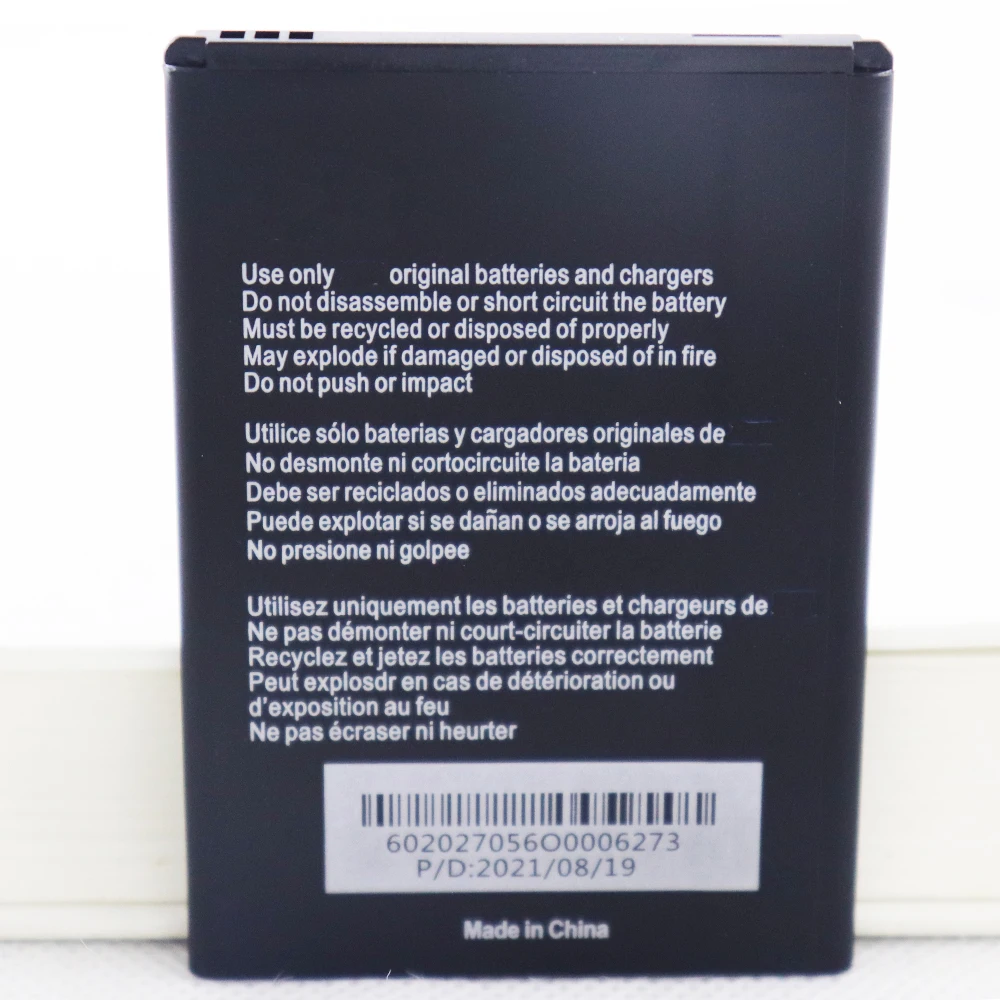 Use only original batteries and chargers
Do not disassemble or short circuit the battery
Must be recycled or disposed of properly
May explode if damaged or disposed of in fire
Do not push or impact
Utilice sólo baterias y cargadores originales de
No desmonte ni cortocircuite la bateria
Debe ser reciclados o eliminados adecuadamente
Puede explotar si se dañan o se arroja al fuego
No presione ni golpee
Utilisez uniquement les batteries et chargeurs de
Ne pas démonter ni court-circuiter la batterie
Recyclez et jetez les batteries correctement
Peut explosdr en cas de détérioration ou
d'exposition au feu
Ne pas écraser ni heurter
602027056O0006273
P/D:2021/08/19
Made in China